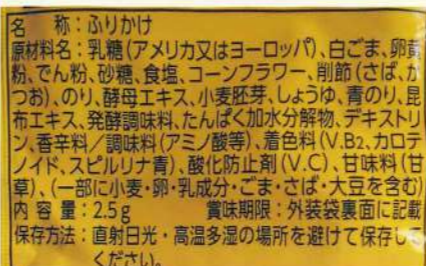 名　　称：ふりかけ
原材料名：乳糖(アメリカ又はヨーロッパ)、白ごま、卵黄
粉、でん粉、砂糖、食塩、コーンフラワー、削節(さば、か
つお)、のり、酵母エキス、小麦胚芽、しょうゆ、青のり、昆
布エキス、発酵調味料、たんぱく加水分解物、デキストリ
ン、香辛料／調味料(アミノ酸等)、着色料(V.B₂、カロテ
ノイド、スピルリナ青)、酸化防止剤(V.C)、甘味料(甘
草)、(一部に小麦・卵・乳成分・ごま・さば・大豆を含む)
内 容 量：2.5g　　　賞味期限：外装袋裏面に記載
保存方法：直射日光・高温多湿の場所を避けて保存して
ください。